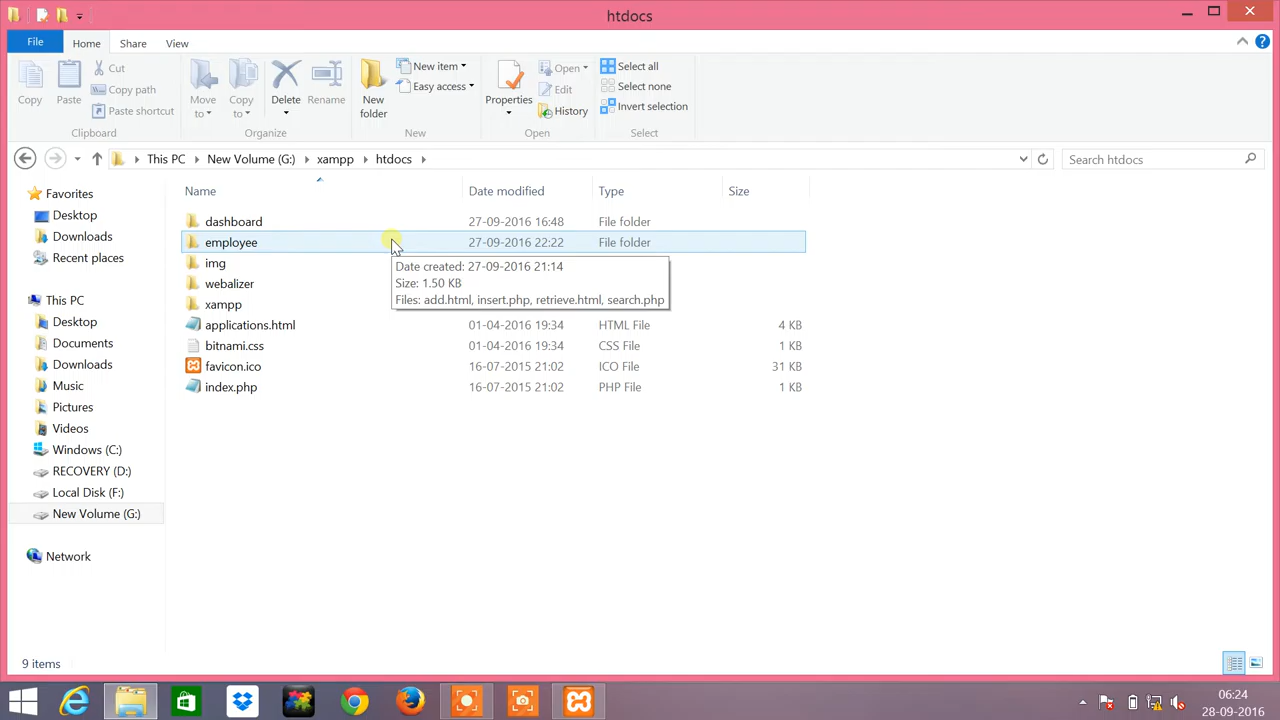 htdocs
File Home Share View
Copy Paste Cut Copy path Paste shortcut Move to Copy to Delete Rename New folder New item Easy access Properties Open Edit History Select all Select none Invert selection
Clipboard Organize New Open Select
This PC New Volume (G:) xampp htdocs Search htdocs
Name Date modified Type Size
Favorites
Desktop
Downloads
Recent places
This PC
Desktop
Documents
Downloads
Music
Pictures
Videos
Windows (C:)
RECOVERY (D:)
Local Disk (F:)
New Volume (G:)
Network
dashboard 27-09-2016 16:48 File folder
employee 27-09-2016 22:22 File folder
img
webalizer
xampp
Date created: 27-09-2016 21:14
Size: 1.50 KB
Files: add.html, insert.php, retrieve.html, search.php
applications.html 01-04-2016 19:34 HTML File 4 KB
bitnami.css 01-04-2016 19:34 CSS File 1 KB
favicon.ico 16-07-2015 21:02 ICO File 31 KB
index.php 16-07-2015 21:02 PHP File 1 KB
9 items
06:24
28-09-2016